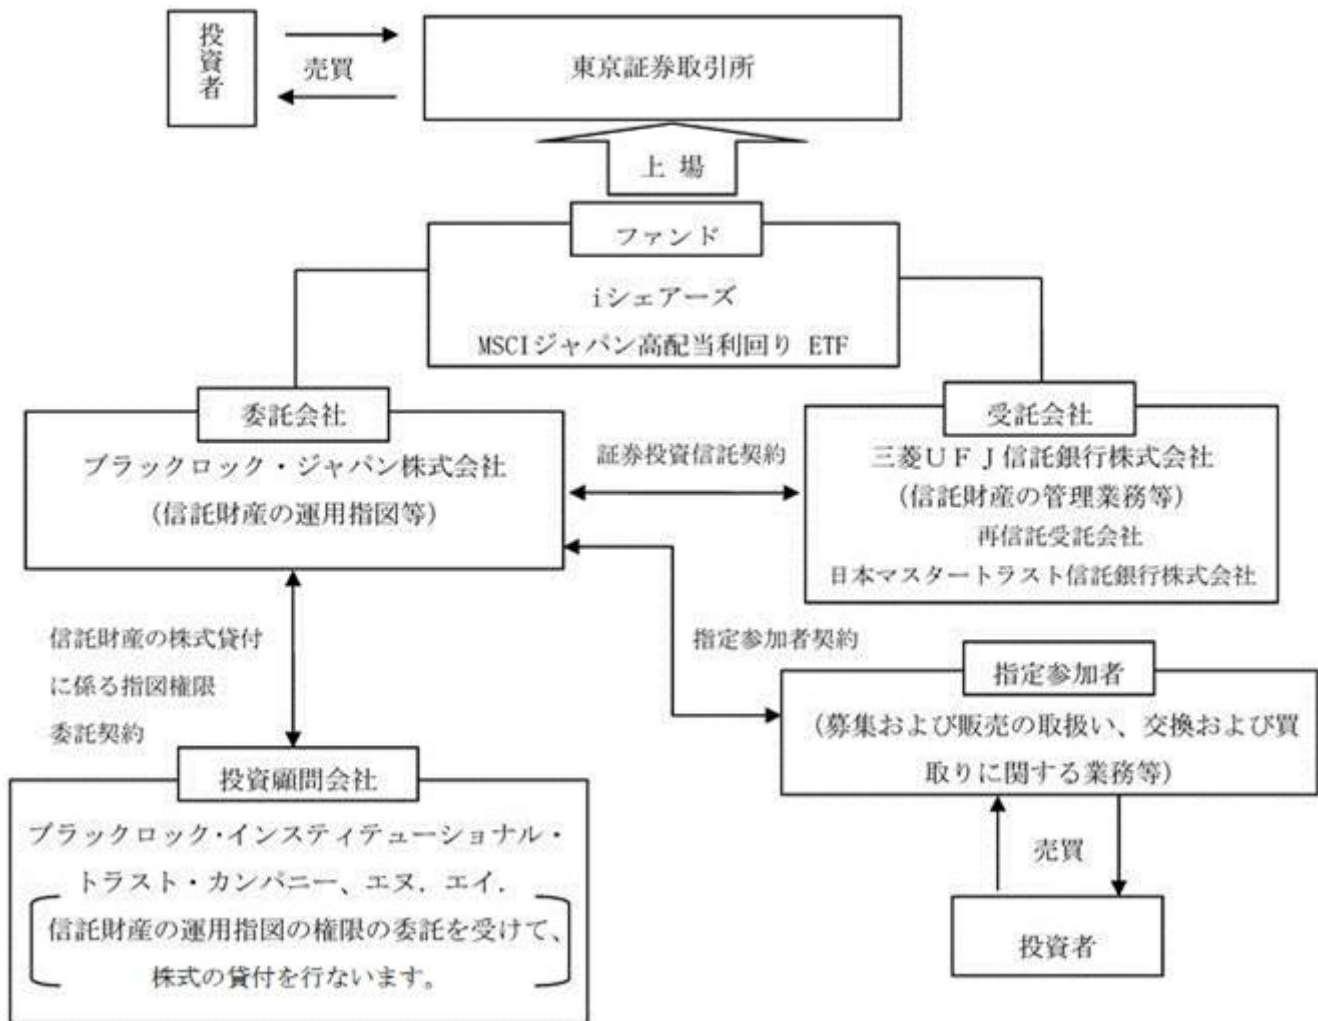 投資者
売買
東京証券取引所
上 場
ファンド
iシェアーズ
MSCIジャパン高配当利回り ETF
委託会社
ブラックロック・ジャパン株式会社
(信託財産の運用指図等)
証券投資信託契約
受託会社
三菱UFJ信託銀行株式会社
(信託財産の管理業務等)
再信託受託会社
日本マスタートラスト信託銀行株式会社
信託財産の株式貸付
に係る指図権限
委託契約
指定参加者契約
指定参加者
(募集および販売の取扱い、交換および買
取りに関する業務等)
投資顧問会社
ブラックロック・インスティテューショナル・
トラスト・カンパニー、エヌ．エイ．
信託財産の運用指図の権限の委託を受けて、
株式の貸付を行ないます。
売買
投資者